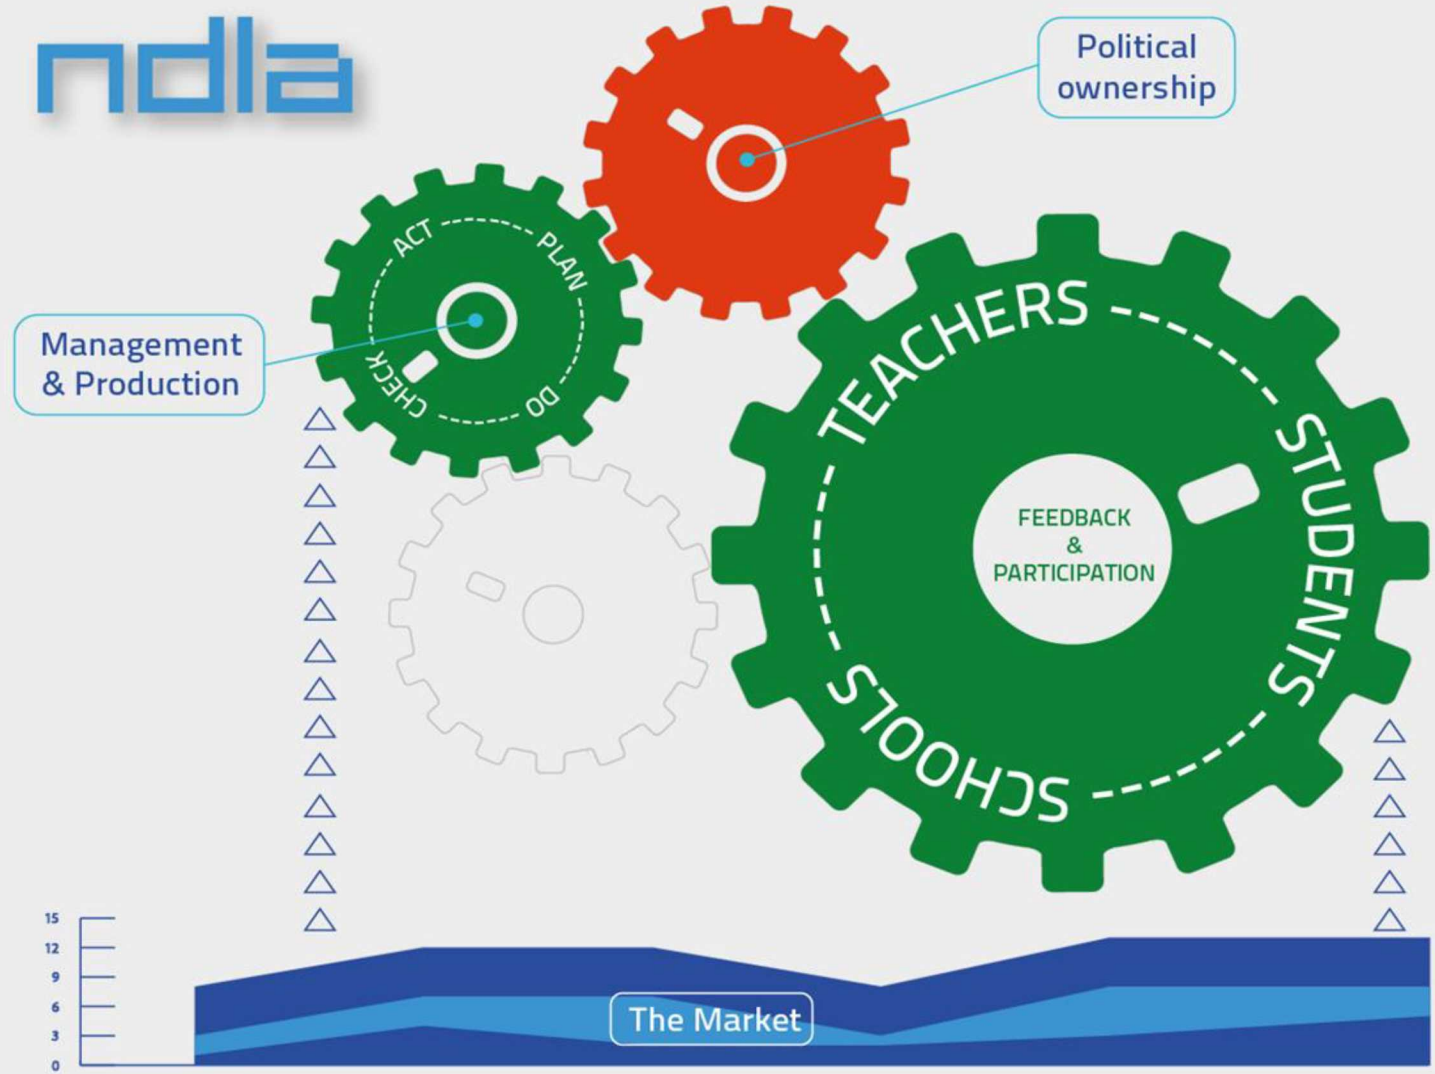 ndla
Political
ownership
ACT
PLAN
DO
CHECK
Management
& Production
TEACHERS
STUDENTS
SCHOOLS
FEEDBACK
&
PARTICIPATION
15
12
9
6
3
0
The Market